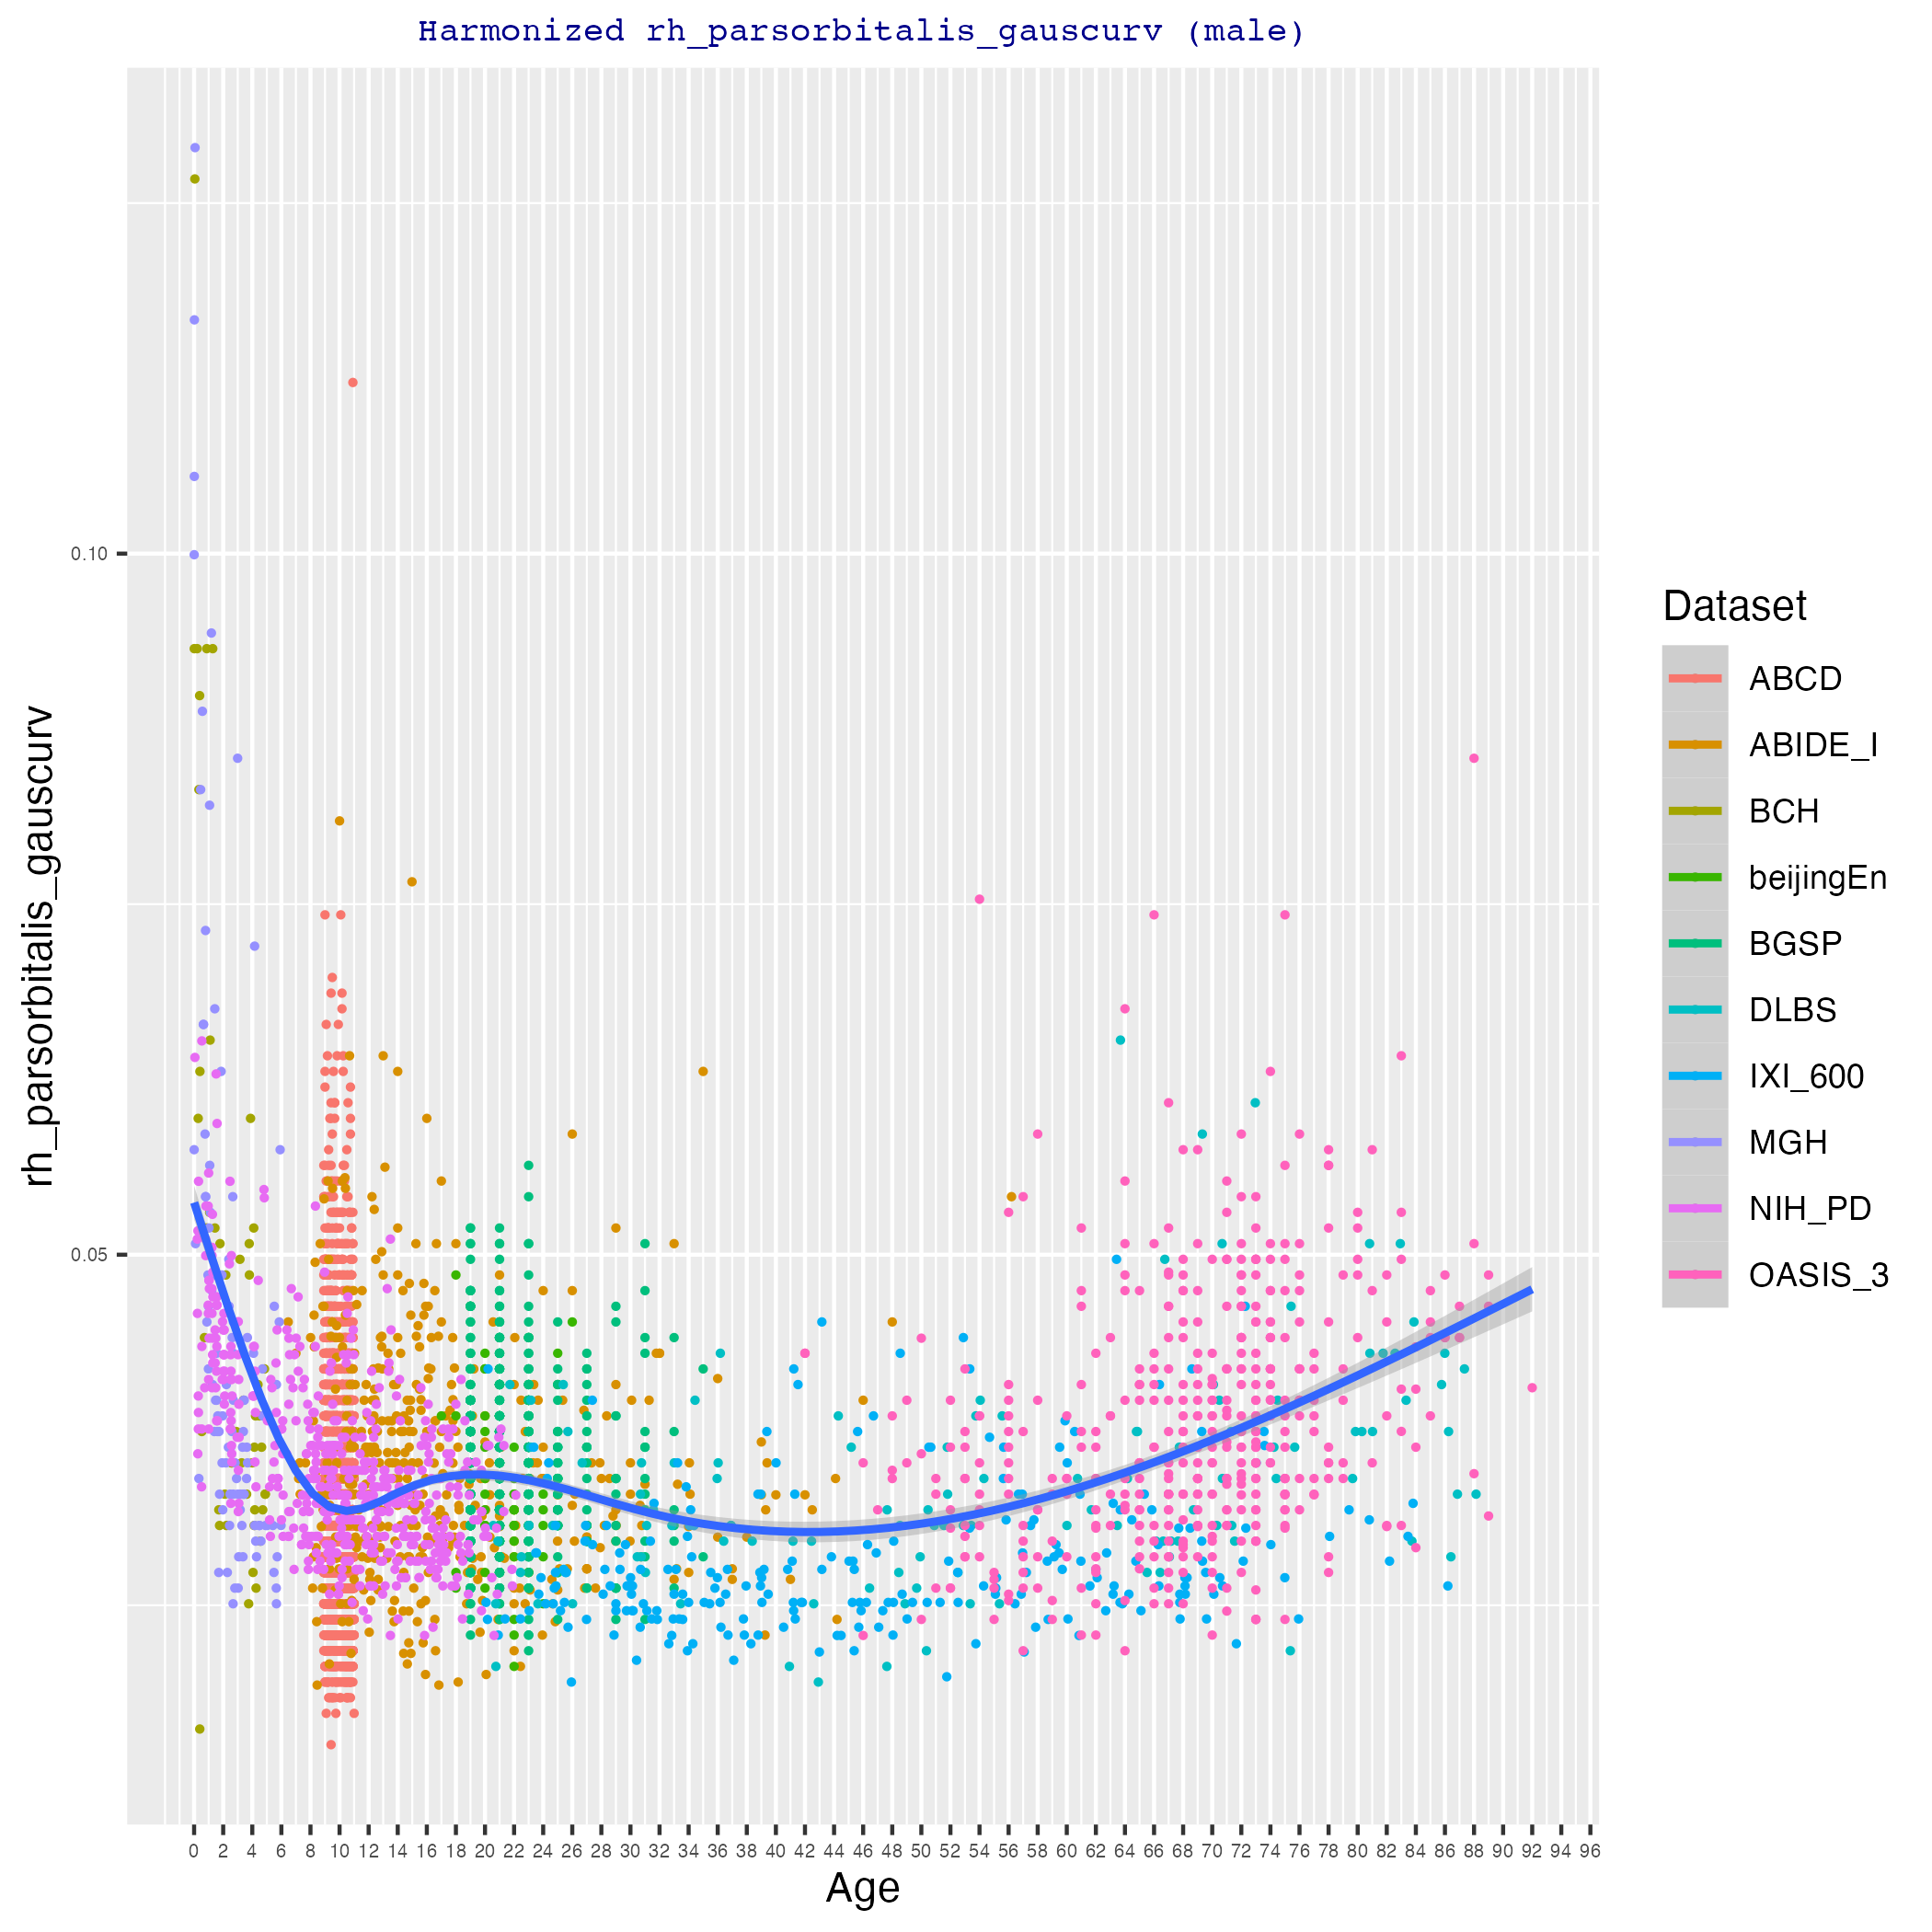 Harmonized rh_parsorbitalis_gauscurv (male)
rh_parsorbitalis_gauscurv
0.10
0.05
0 2 4 6 8 10 12 14 16 18 20 22 24 26 28 30 32 34 36 38 40 42 44 46 48 50 52 54 56 58 60 62 64 66 68 70 72 74 76 78 80 82 84 86 88 90 92 94 96
Age
Dataset
ABCD
ABIDE_I
BCH
beijingEn
BGSP
DLBS
IXI_600
MGH
NIH_PD
OASIS_3